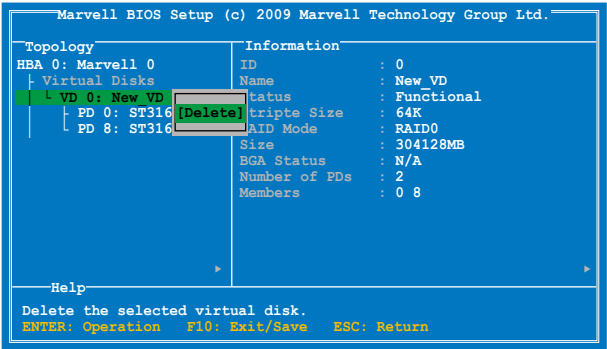 Marvell BIOS Setup (c) 2009 Marvell Technology Group Ltd.
Topology
HBA 0: Marvell 0
Virtual Disks
VD 0: New VD
PD 0: ST316
PD 8: ST316
[Delete]
Information
ID : 0
Name : New_VD
tatus : Functional
tripte Size : 64K
AID Mode : RAID0
Size : 304128MB
BGA Status : N/A
Number of PDs : 2
Members : 0 8
Help
Delete the selected virtual disk.
ENTER: Operation F10: Exit/Save ESC: Return